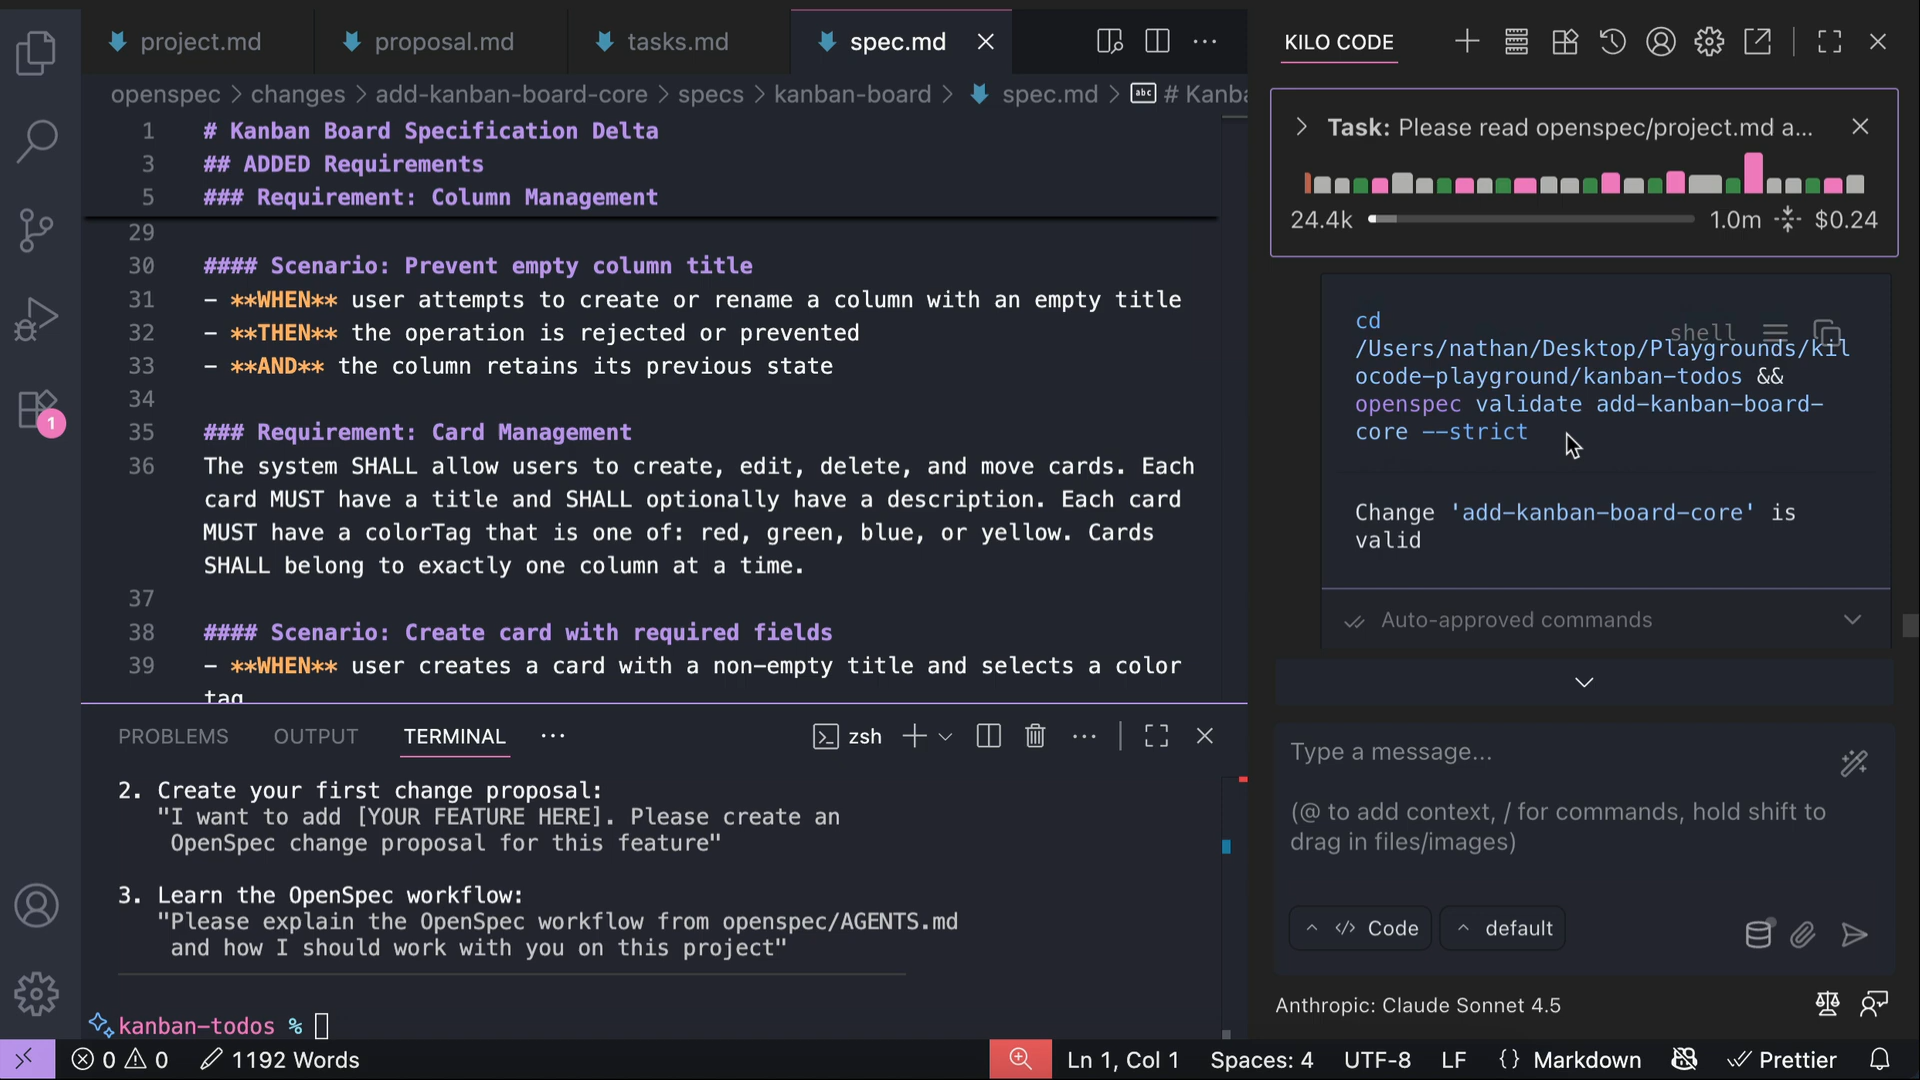 project.md
proposal.md
tasks.md
spec.md
openspec > changes > add-kanban-board-core > specs > kanban-board > spec.md > abc # Kanba
1 # Kanban Board Specification Delta
3 ## ADDED Requirements
5 ### Requirement: Column Management
29
30 #### Scenario: Prevent empty column title
31 - **WHEN** user attempts to create or rename a column with an empty title
32 - **THEN** the operation is rejected or prevented
33 - **AND** the column retains its previous state
34
35 ### Requirement: Card Management
36 The system SHALL allow users to create, edit, delete, and move cards. Each
card MUST have a title and SHALL optionally have a description. Each card
MUST have a colorTag that is one of: red, green, blue, or yellow. Cards
SHALL belong to exactly one column at a time.
37
38 #### Scenario: Create card with required fields
39 - **WHEN** user creates a card with a non-empty title and selects a color
tag
PROBLEMS OUTPUT TERMINAL ...
zsh
2. Create your first change proposal:
"I want to add [YOUR FEATURE HERE]. Please create an
OpenSpec change proposal for this feature"
3. Learn the OpenSpec workflow:
"Please explain the OpenSpec workflow from openspec/AGENTS.md
and how I should work with you on this project"
kanban-todos %
KILO CODE
Task: Please read openspec/project.md a...
24.4k 1.0m $0.24
shell
cd
/Users/nathan/Desktop/Playgrounds/kil
ocode-playground/kanban-todos &&
openspec validate add-kanban-board-
core --strict
Change 'add-kanban-board-core' is
valid
Auto-approved commands
Type a message...
(@ to add context, / for commands, hold shift to
drag in files/images)
Code
default
Anthropic: Claude Sonnet 4.5
1
0 0 1192 Words Ln 1, Col 1 Spaces: 4 UTF-8 LF {} Markdown Prettier